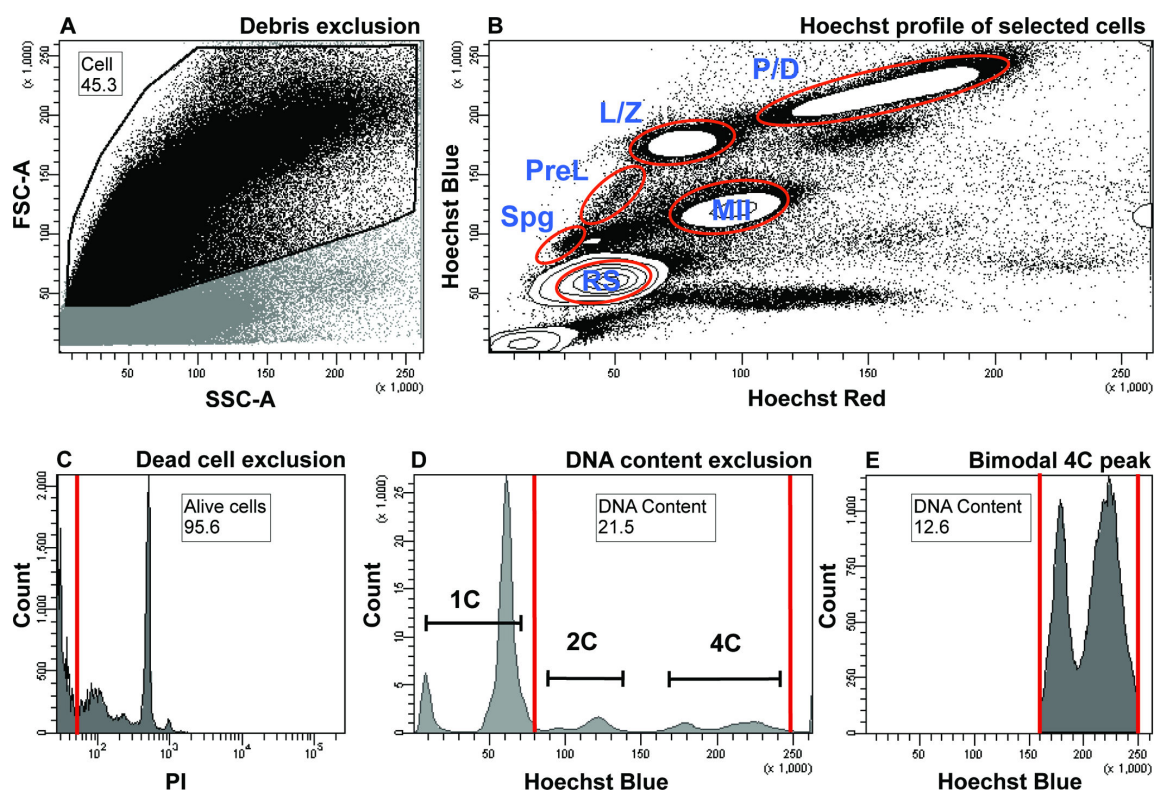 A
Debris exclusion
Cell
45.3
(x 1,000)
50 100 150 200 250
FSC-A
50 100 150 200 250
(x 1,000)
SSC-A
B
Hoechst profile of selected cells
P/D
L/Z
PreL
Spg
MII
RS
(x 1,000)
50 100 150 200 250
Hoechst Blue
50 100 150 200 250
(x 1,000)
Hoechst Red
C
Dead cell exclusion
Alive cells
95.6
0 500 1,000 1,500 2,000
Count
10² 10³ 10⁴ 10⁵
PI
D
DNA content exclusion
DNA Content
21.5
1C
2C
4C
(x 1,000)
0 5 10 15 20 25
Count
50 100 150 200 250
(x 1,000)
Hoechst Blue
E
Bimodal 4C peak
DNA Content
12.6
0 250 500 750 1,000
Count
50 100 150 200 250
(x 1,000)
Hoechst Blue